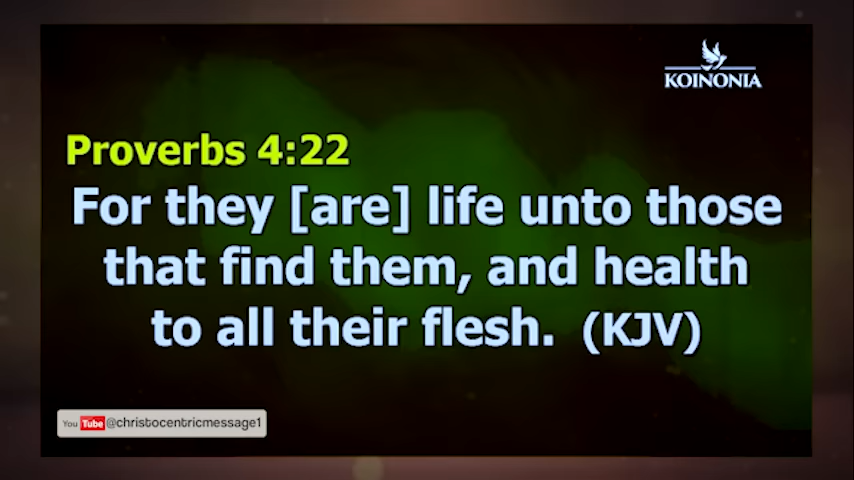 KOINONIA
Proverbs 4:22
For they [are] life unto those
that find them, and health
to all their flesh. (KJV)
You Tube @christocentricmessage1